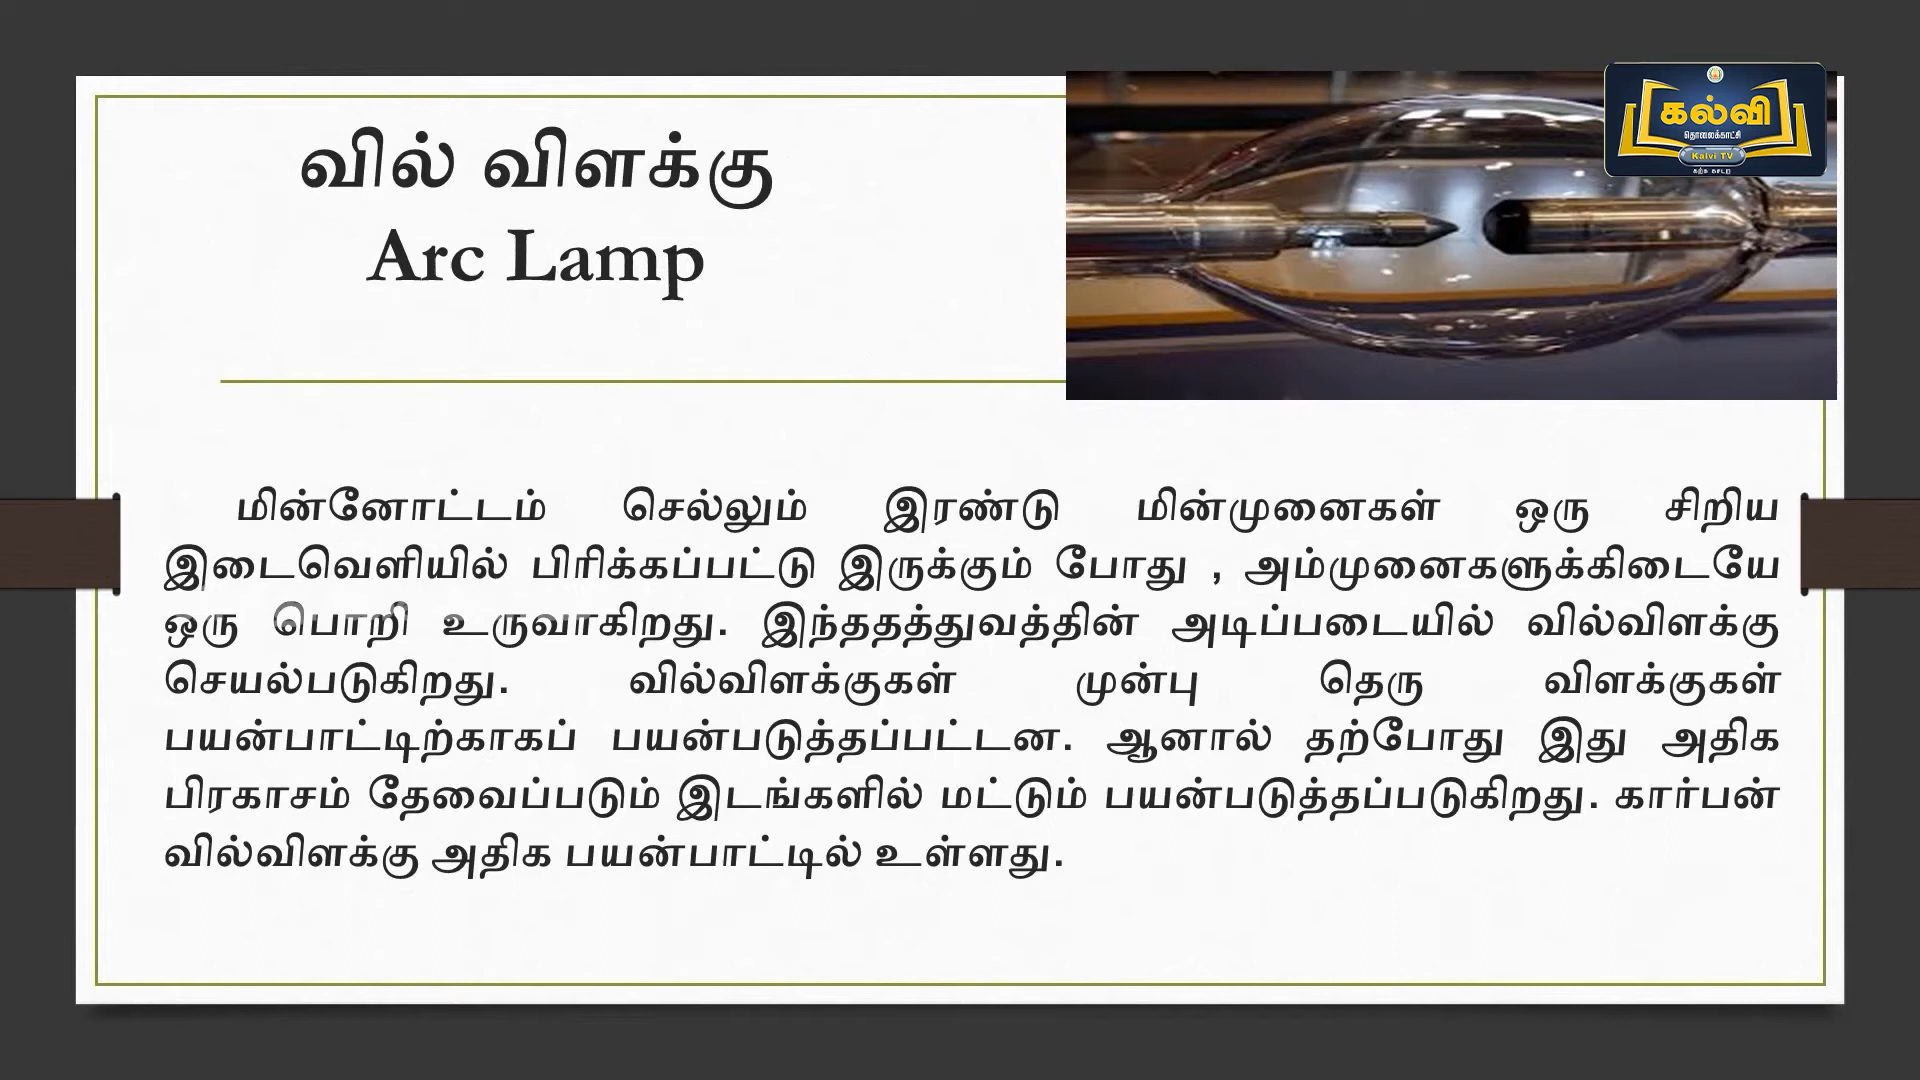 வில் விளக்கு
Arc Lamp
கல்வி
தொலைக்காட்சி
Kalvi TV
கற்க கசடற
மின்னோட்டம் செல்லும் இரண்டு மின்முனைகள் ஒரு சிறிய
இடைவெளியில் பிரிக்கப்பட்டு இருக்கும் போது , அம்முனைகளுக்கிடையே
ஒரு பொறி உருவாகிறது. இந்ததத்துவத்தின் அடிப்படையில் வில்விளக்கு
செயல்படுகிறது. வில்விளக்குகள் முன்பு தெரு விளக்குகள்
பயன்பாட்டிற்காகப் பயன்படுத்தப்பட்டன. ஆனால் தற்போது இது அதிக
பிரகாசம் தேவைப்படும் இடங்களில் மட்டும் பயன்படுத்தப்படுகிறது. கார்பன்
வில்விளக்கு அதிக பயன்பாட்டில் உள்ளது.